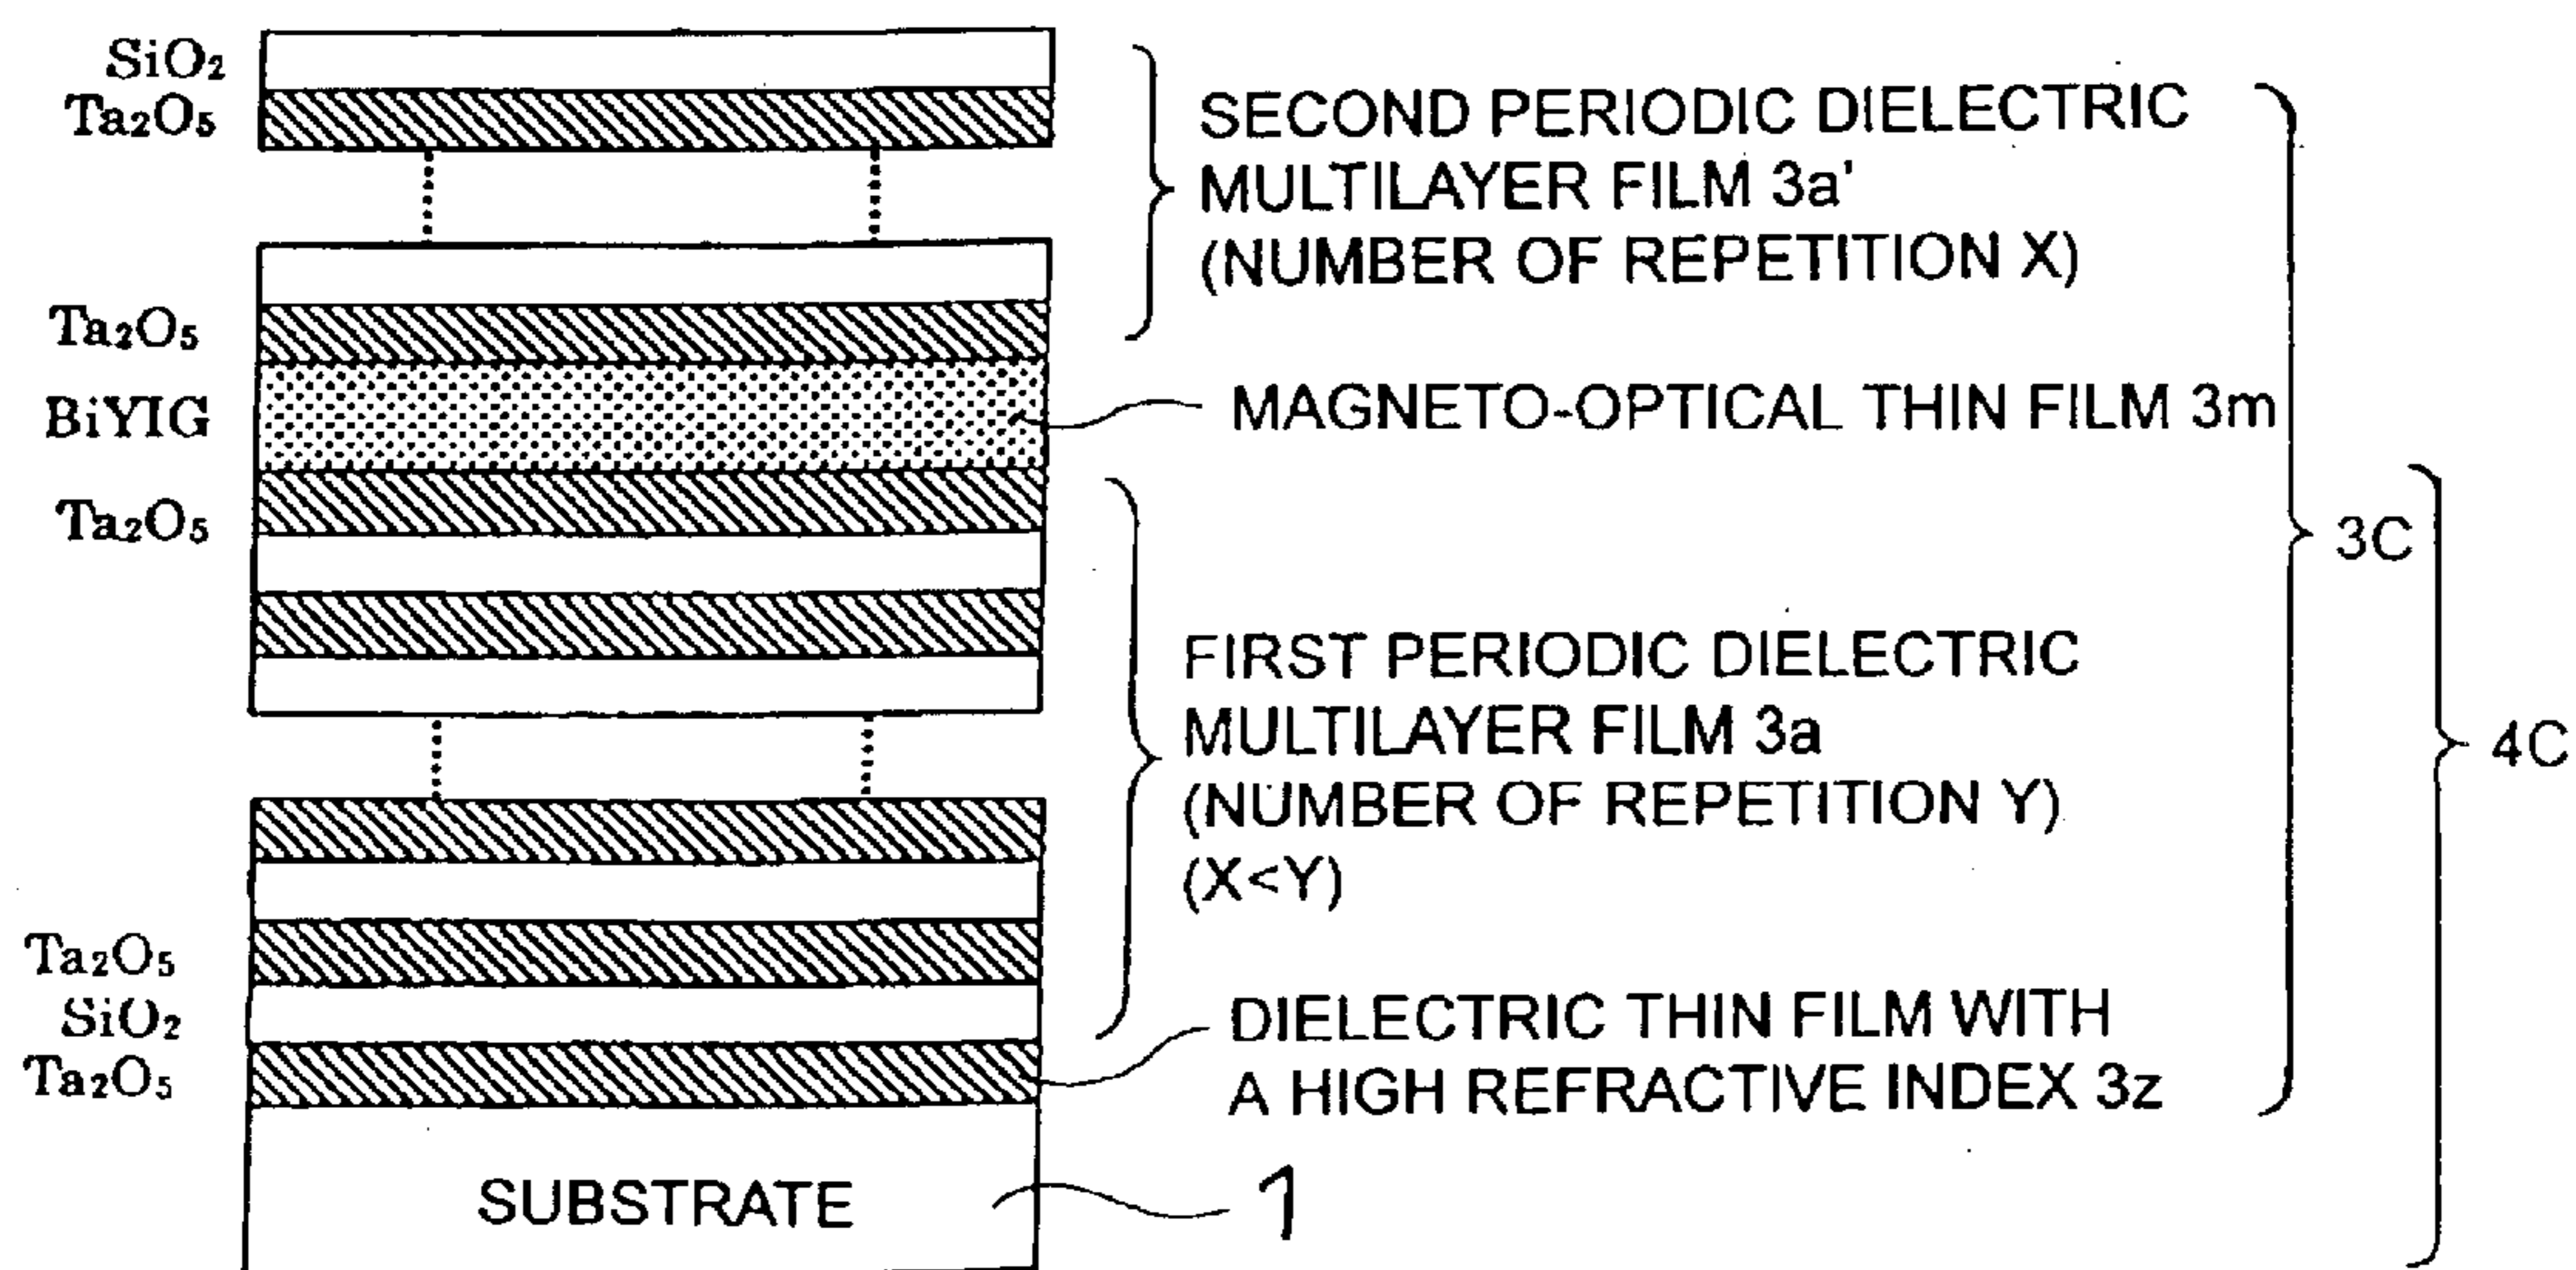 SiO₂
Ta₂O₅
SECOND PERIODIC DIELECTRIC
MULTILAYER FILM 3a'
(NUMBER OF REPETITION X)
Ta₂O₅
BiYIG
MAGNETO-OPTICAL THIN FILM 3m
Ta₂O₅
3C
4C
FIRST PERIODIC DIELECTRIC
MULTILAYER FILM 3a
(NUMBER OF REPETITION Y)
(X<Y)
Ta₂O₅
SiO₂
Ta₂O₅
DIELECTRIC THIN FILM WITH
A HIGH REFRACTIVE INDEX 3z
SUBSTRATE
1